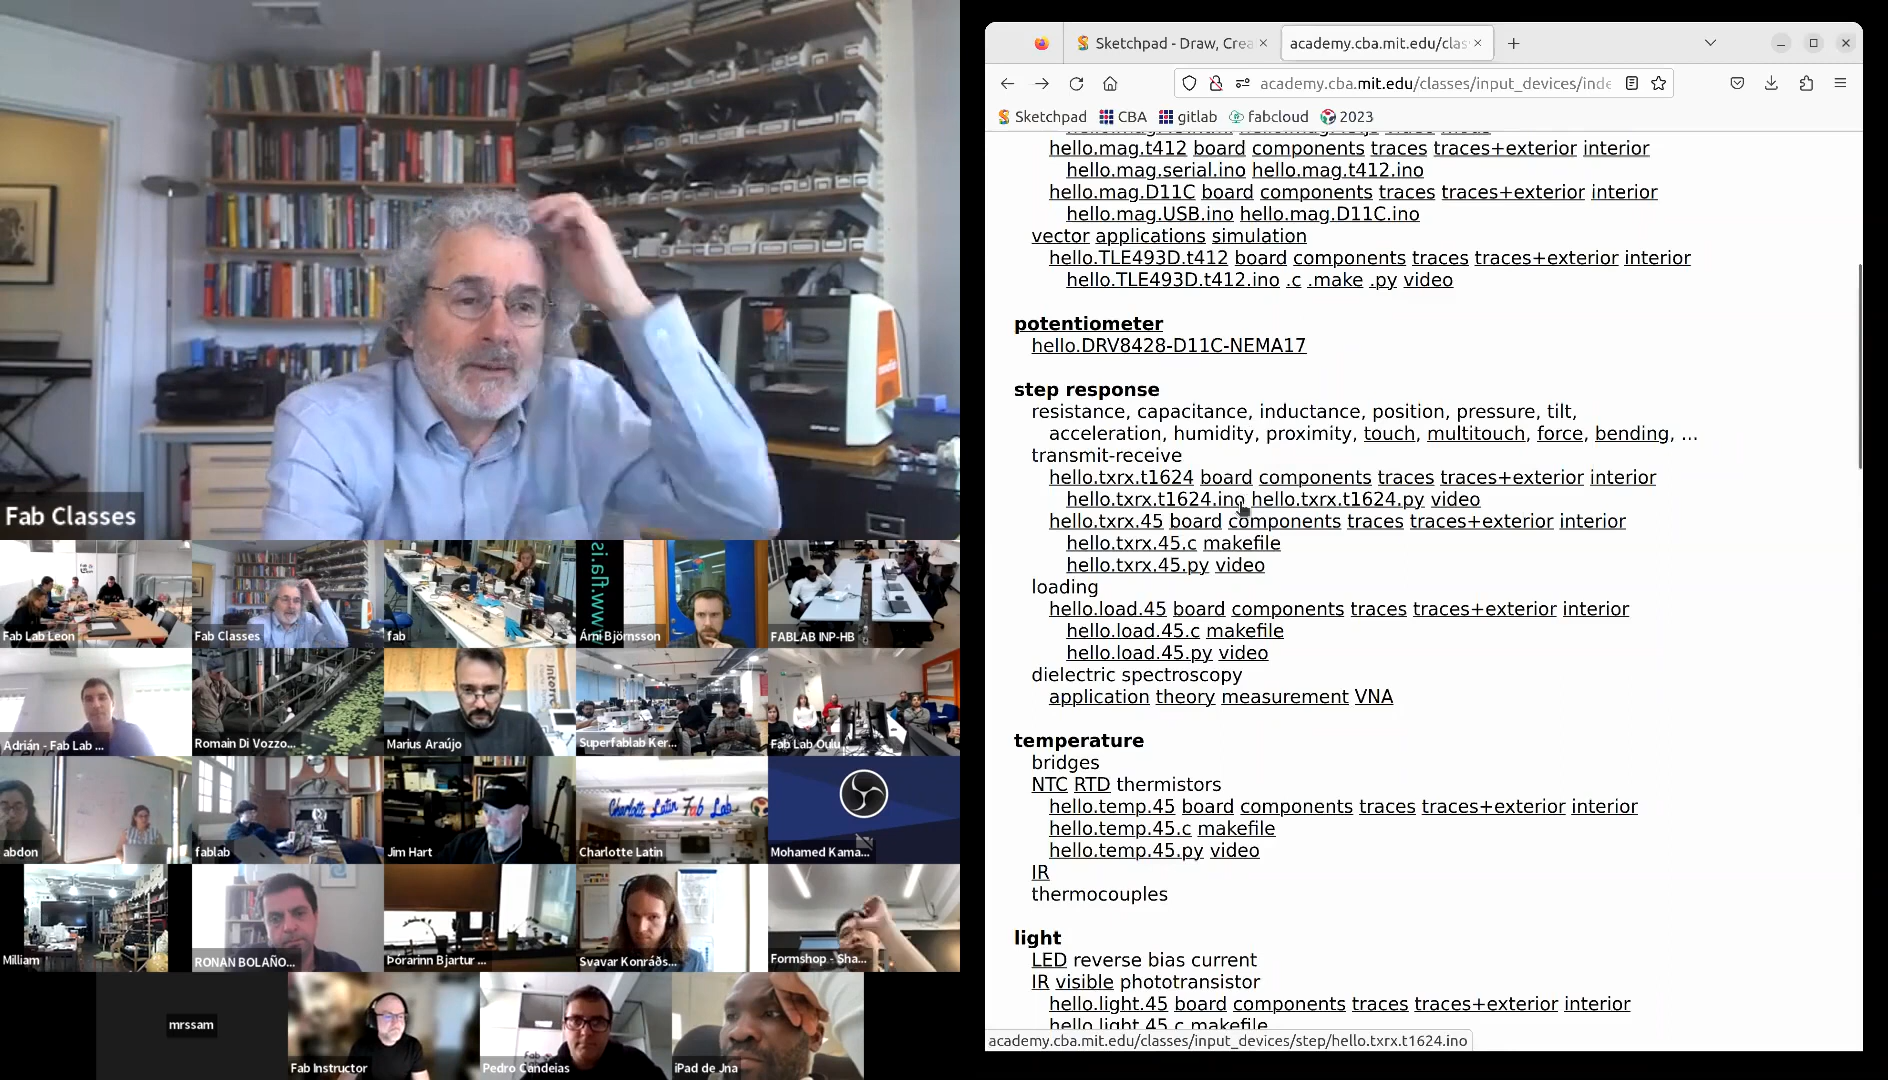 Fab Classes
Fab Lab Leon
Fab Classes
fab
Árni Björnsson
FABLAB INP-HB
Adrián - Fab Lab ...
Romain Di Vozzo...
Marius Araújo
Superfablab Ker...
Fab Lab Oulu
abdon
fablab
Jim Hart
Charlotte Latin Fab Lab
Charlotte Latin
Mohamed Kama...
Milliam
RONAN BOLAÑO...
Þórarinn Bjartur ...
Svavar Konráðs...
Formshop - Sha...
mrssam
Fab Instructor
Pedro Candeias
iPad de Jna
Sketchpad - Draw, Crea
academy.cba.mit.edu/clas
academy.cba.mit.edu/classes/input_devices/inde
Sketchpad CBA gitlab fabcloud 2023
hello.mag.t412 board components traces traces+exterior interior
hello.mag.serial.ino hello.mag.t412.ino
hello.mag.D11C board components traces traces+exterior interior
hello.mag.USB.ino hello.mag.D11C.ino
vector applications simulation
hello.TLE493D.t412 board components traces traces+exterior interior
hello.TLE493D.t412.ino .c .make .py video
potentiometer
hello.DRV8428-D11C-NEMA17
step response
resistance, capacitance, inductance, position, pressure, tilt,
acceleration, humidity, proximity, touch, multitouch, force, bending, ...
transmit-receive
hello.txrx.t1624 board components traces traces+exterior interior
hello.txrx.t1624.ino hello.txrx.t1624.py video
hello.txrx.45 board components traces traces+exterior interior
hello.txrx.45.c makefile
hello.txrx.45.py video
loading
hello.load.45 board components traces traces+exterior interior
hello.load.45.c makefile
hello.load.45.py video
dielectric spectroscopy
application theory measurement VNA
temperature
bridges
NTC RTD thermistors
hello.temp.45 board components traces traces+exterior interior
hello.temp.45.c makefile
hello.temp.45.py video
IR
thermocouples
light
LED reverse bias current
IR visible phototransistor
hello.light.45 board components traces traces+exterior interior
hello.light.45.c makefile
academy.cba.mit.edu/classes/input_devices/step/hello.txrx.t1624.ino